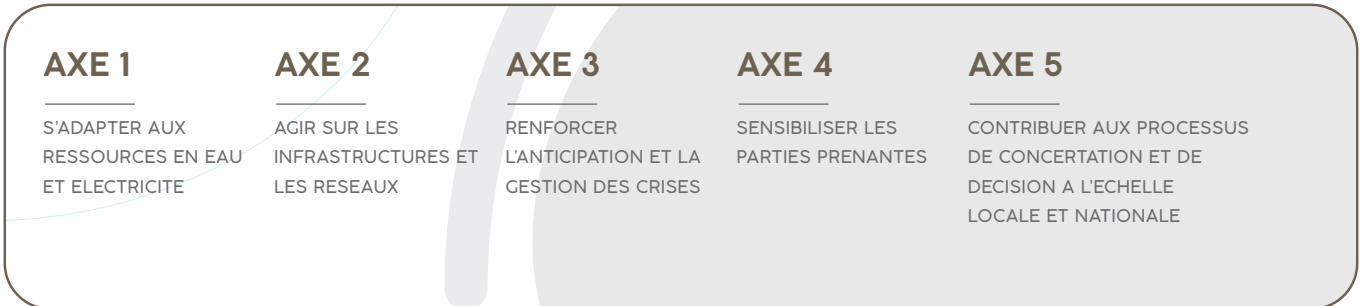 AXE 1
S'ADAPTER AUX
RESSOURCES EN EAU
ET ELECTRICITE
AXE 2
AGIR SUR LES
INFRASTRUCTURES ET
LES RESEAUX
AXE 3
RENFORCER
L'ANTICIPATION ET LA
GESTION DES CRISES
AXE 4
SENSIBILISER LES
PARTIES PRENANTES
AXE 5
CONTRIBUER AUX PROCESSUS
DE CONCERTATION ET DE
DECISION A L'ECHELLE
LOCALE ET NATIONALE